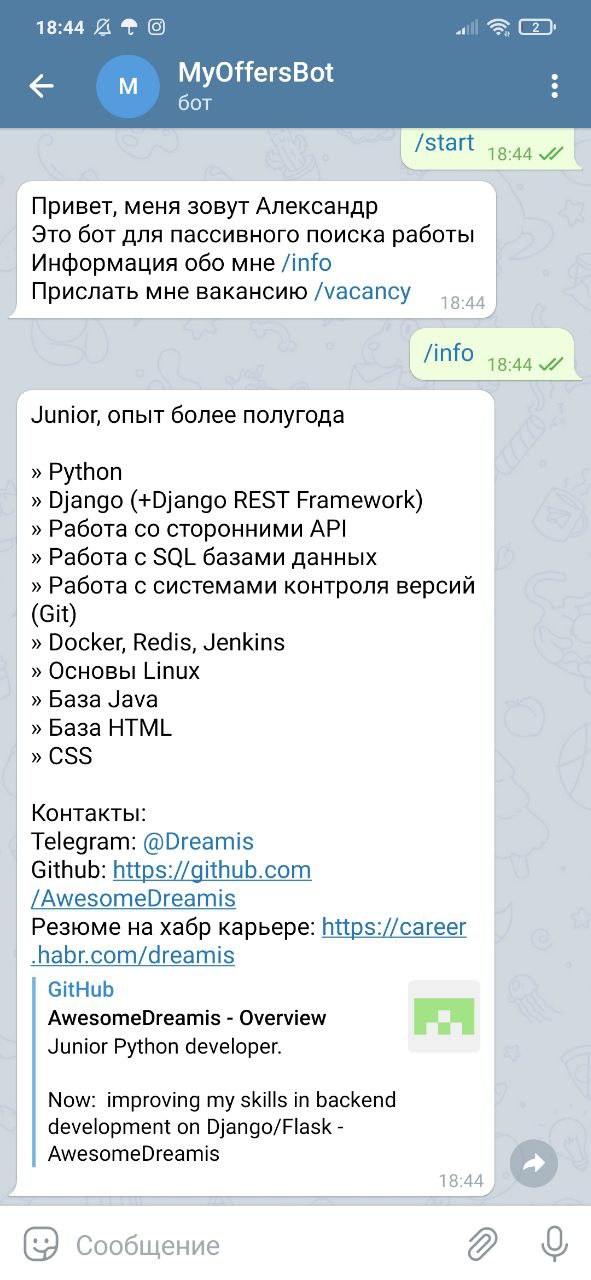 18:44
2
M
MyOffersBot
бот
/start
18:44
Привет, меня зовут Александр
Это бот для пассивного поиска работы
Информация обо мне /info
Прислать мне вакансию /vacancy
18:44
/info
18:44
Junior, опыт более полугода
» Python
» Django (+Django REST Framework)
» Работа со сторонними API
» Работа с SQL базами данных
» Работа с системами контроля версий
(Git)
» Docker, Redis, Jenkins
» Основы Linux
» База Java
» База HTML
» CSS
Контакты:
Telegram: @Dreamis
Github: https://github.com
/AwesomeDreamis
Резюме на хабр карьере: https://career
.habr.com/dreamis
GitHub
AwesomeDreamis - Overview
Junior Python developer.
Now:  improving my skills in backend
development on Django/Flask -
AwesomeDreamis
18:44
Сообщение